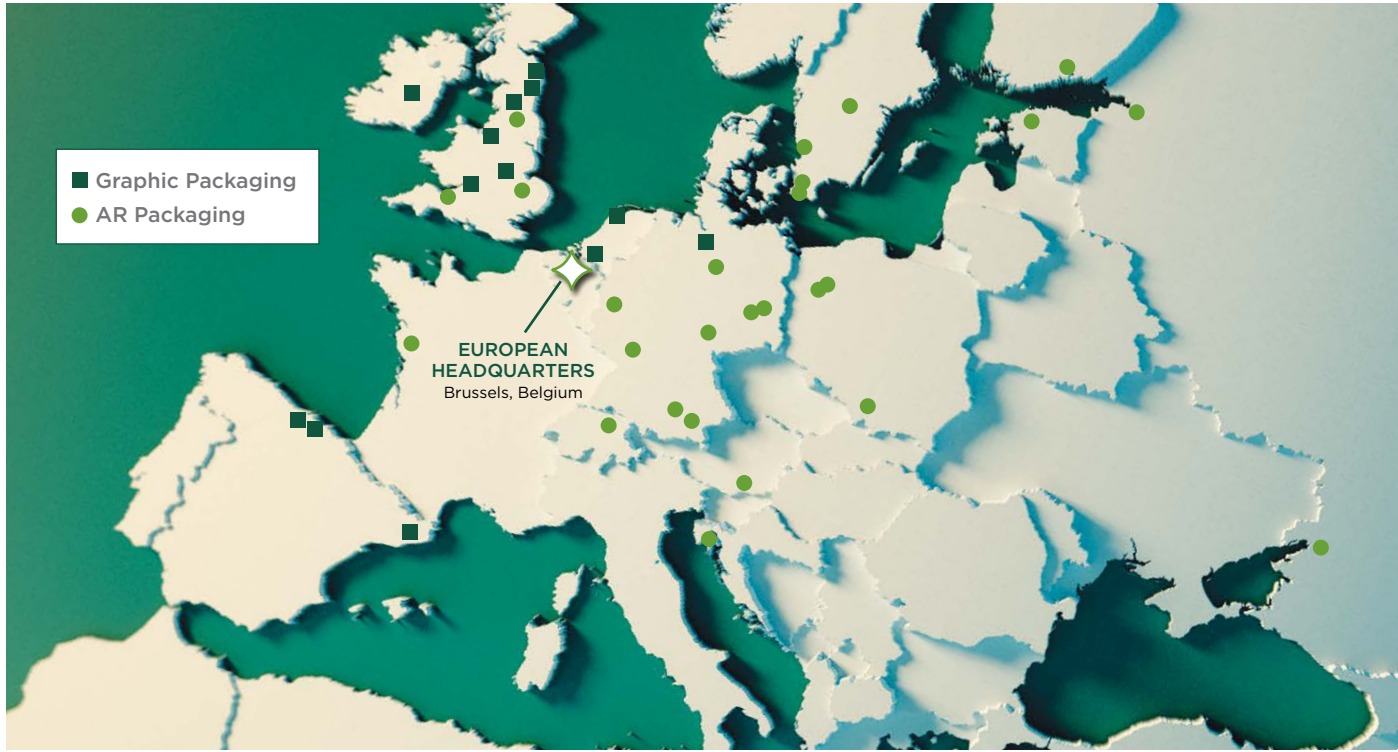 Graphic Packaging
AR Packaging
EUROPEAN
HEADQUARTERS
Brussels, Belgium